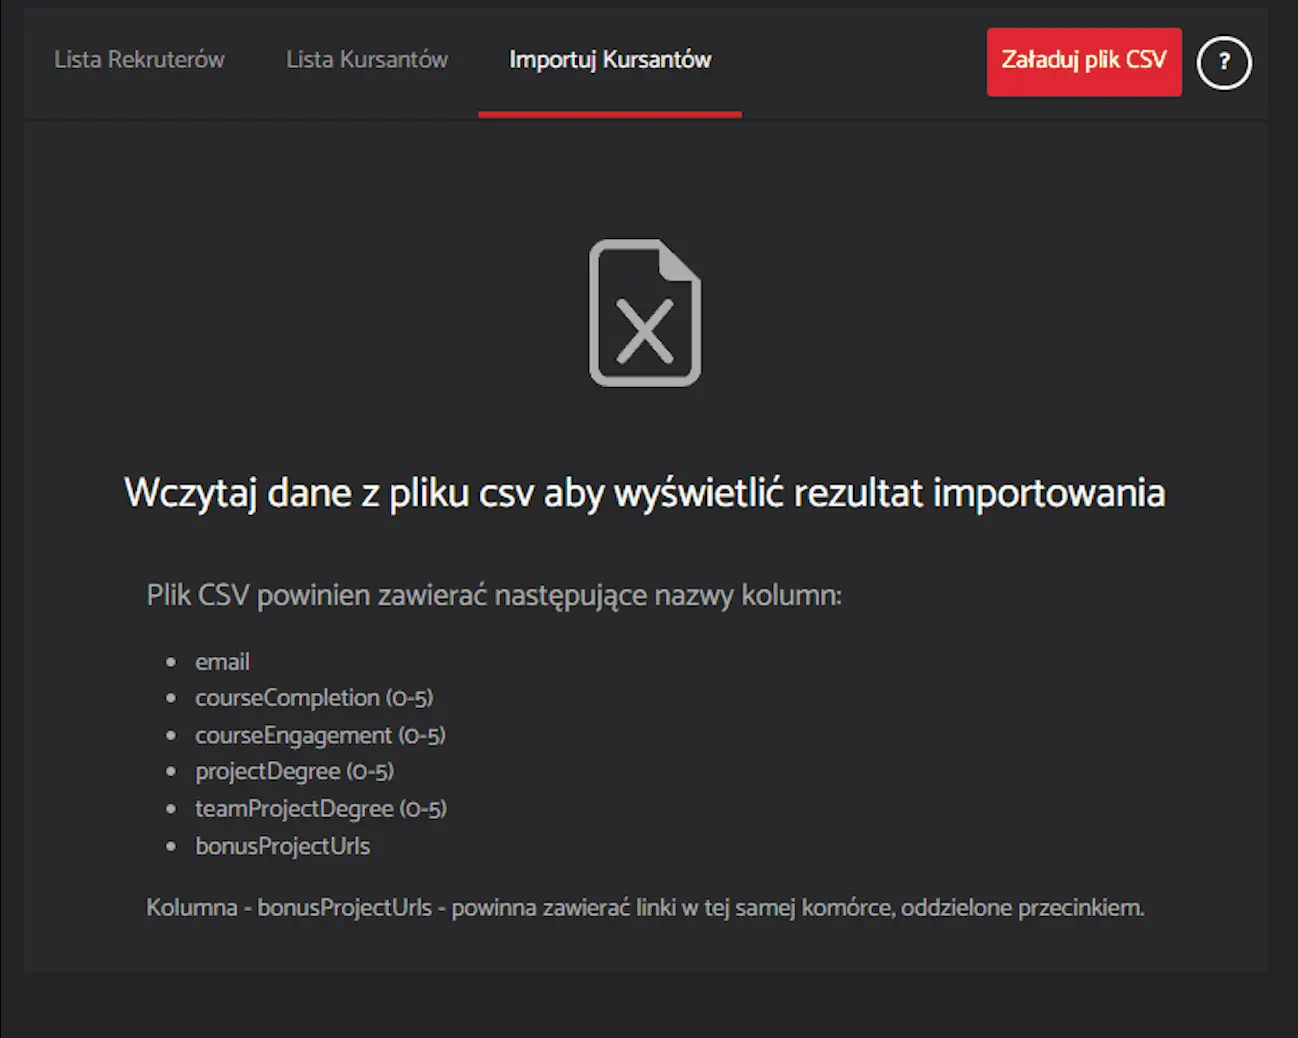 Lista Rekruterów
Lista Kursantów
Importuj Kursantów
Załaduj plik CSV
?
Wczytaj dane z pliku csv aby wyświetlić rezultat importowania
Plik CSV powinien zawierać następujące nazwy kolumn:
• email
• courseCompletion (0-5)
• courseEngagement (0-5)
• projectDegree (0-5)
• teamProjectDegree (0-5)
• bonusProjectUrls
Kolumna - bonusProjectUrls - powinna zawierać linki w tej samej komórce, oddzielone przecinkiem.